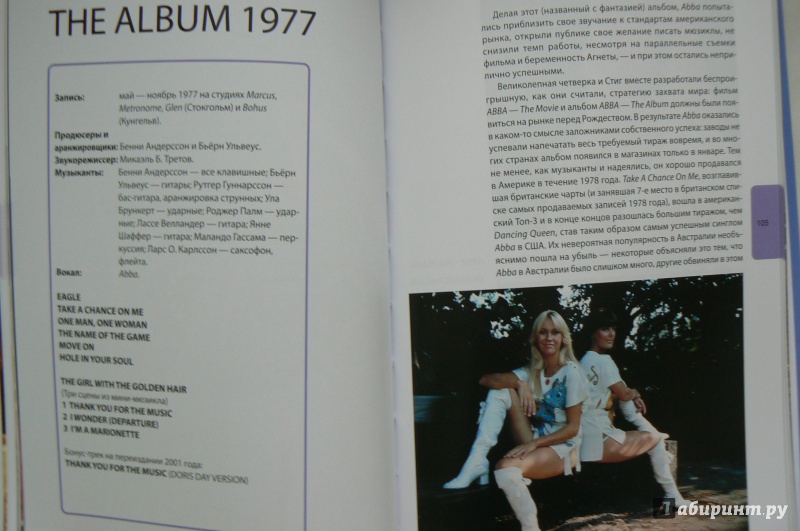 THE ALBUM 1977
Запись: май — ноябрь 1977 на студиях Marcus,
Metronome, Glen (Стокгольм) и Bohus
(Кунгельв).
Продюсеры и
аранжировщики: Бенни Андерссон и Бьёрн Ульвеус.
Звукорежиссер: Микаэль Б. Третов.
Музыканты: Бенни Андерссон — все клавишные; Бьёрн
Ульвеус — гитары; Рутгер Гуннарссон —
бас-гитара, аранжировка струнных; Ула
Брункерт — ударные; Роджер Палм — удар-
ные; Лассе Велландер — гитара; Янне
Шаффер — гитара; Маландо Гассама — пер-
куссия; Ларс О. Карлссон — саксофон,
флейта.
Вокал: Abba.
EAGLE
TAKE A CHANCE ON ME
ONE MAN, ONE WOMAN
THE NAME OF THE GAME
MOVE ON
HOLE IN YOUR SOUL
THE GIRL WITH THE GOLDEN HAIR
(Три сцены из мини-мюзикла)
1 THANK YOU FOR THE MUSIC
2 I WONDER (DEPARTURE)
3 I'M A MARIONETTE
Бонус-трек на переиздании 2001 года:
THANK YOU FOR THE MUSIC (DORIS DAY VERSION)
Делая этот (названный с фантазией) альбом, Abba попыта-
лись приблизить свое звучание к стандартам американского
рынка, открыли публике свое желание писать мюзиклы, не
снизили темп работы, несмотря на параллельные съемки
фильма и беременность Агнеты, — и при этом остались непри-
лично успешными.
Великолепная четверка и Стиг вместе разработали беспрои-
грышную, как они считали, стратегию захвата мира: фильм
ABBA — The Movie и альбом ABBA — The Album должны были поя-
виться на рынке перед Рождеством. В результате Abba оказались
в каком-то смысле заложниками собственного успеха: заводы не
успевали напечатать весь требуемый тираж вовремя, и во мно-
гих странах альбом появился в магазинах только в январе. Тем
не менее, как музыканты и надеялись, он хорошо продавался
в Америке в течение 1978 года. Take A Chance On Me, возглавив-
шая британские чарты (и занявшая 7-е место в британском спи-
ске самых продаваемых записей 1978 года), вошла в американ-
ский Топ-3 и в конце концов разошлась большим тиражом, чем
Dancing Queen, став таким образом самым успешным синглом
Abba в США. Их невероятная популярность в Австралии необъ-
яснимо пошла на убыль — некоторые объясняли это тем, что
Abba в Австралии было слишком много, другие обвиняли в этом
105
Лабиринт.ру